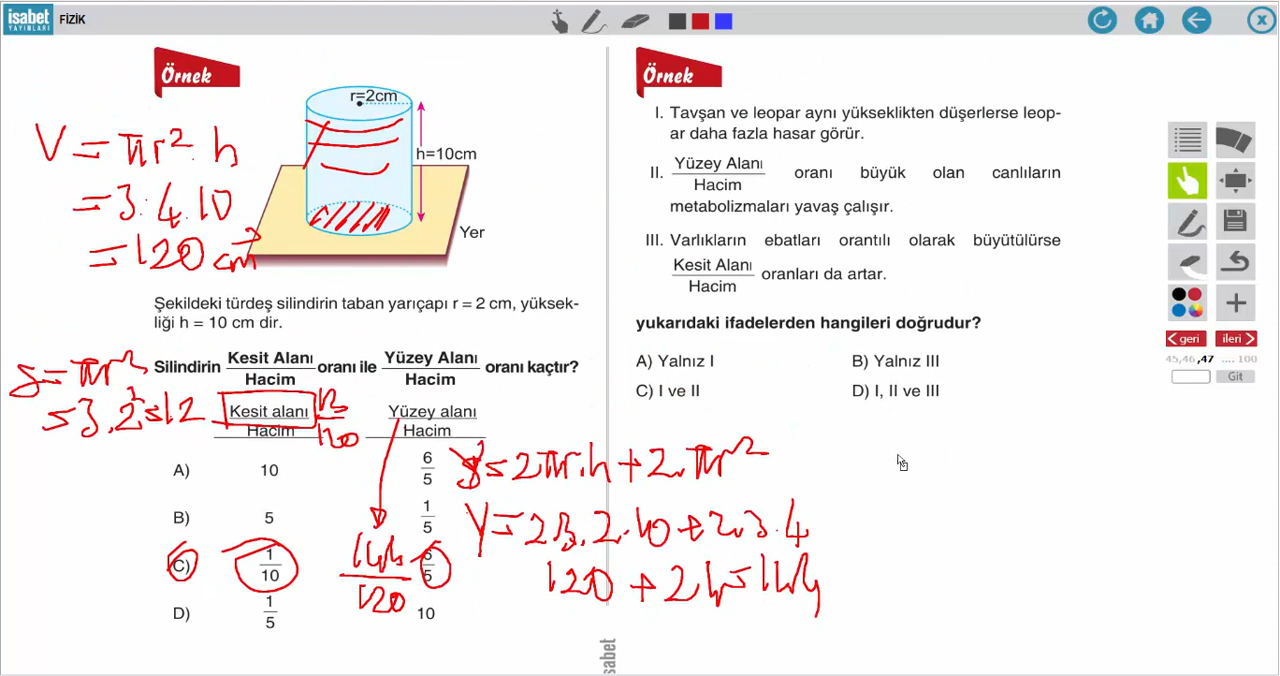 isabet
YAYINLARI
FİZİK
Örnek
r=2cm
h=10cm
Yer
V = πr². h
= 3.4.10
= 120 cm³
Şekildeki türdeş silindirin taban yarıçapı r = 2 cm, yüksek-
liği h = 10 cm dir.
Silindirin Kesit Alanı / Hacim oranı ile Yüzey Alanı / Hacim oranı kaçtır?
S = πr²
= 3.2² = 12
Kesit alanı / Hacim
12 / 120
Yüzey alanı / Hacim
A) 10 6/5
B) 5 1/5
C) 1/10 6/5
D) 1/5 10
144 / 120
Y = 2πr.h + 2.πr²
Y = 2.3.2.10 + 2.3.4
120 + 24 = 144
Örnek
I. Tavşan ve leopar aynı yükseklikten düşerlerse leop-
ar daha fazla hasar görür.
II. Yüzey Alanı / Hacim oranı büyük olan canlıların
metabolizmaları yavaş çalışır.
III. Varlıkların ebatları orantılı olarak büyütülürse
Kesit Alanı / Hacim oranları da artar.
yukarıdaki ifadelerden hangileri doğrudur?
A) Yalnız I B) Yalnız III
C) I ve II D) I, II ve III
geri
ileri
45,46,47 .... 100
Git
sabet